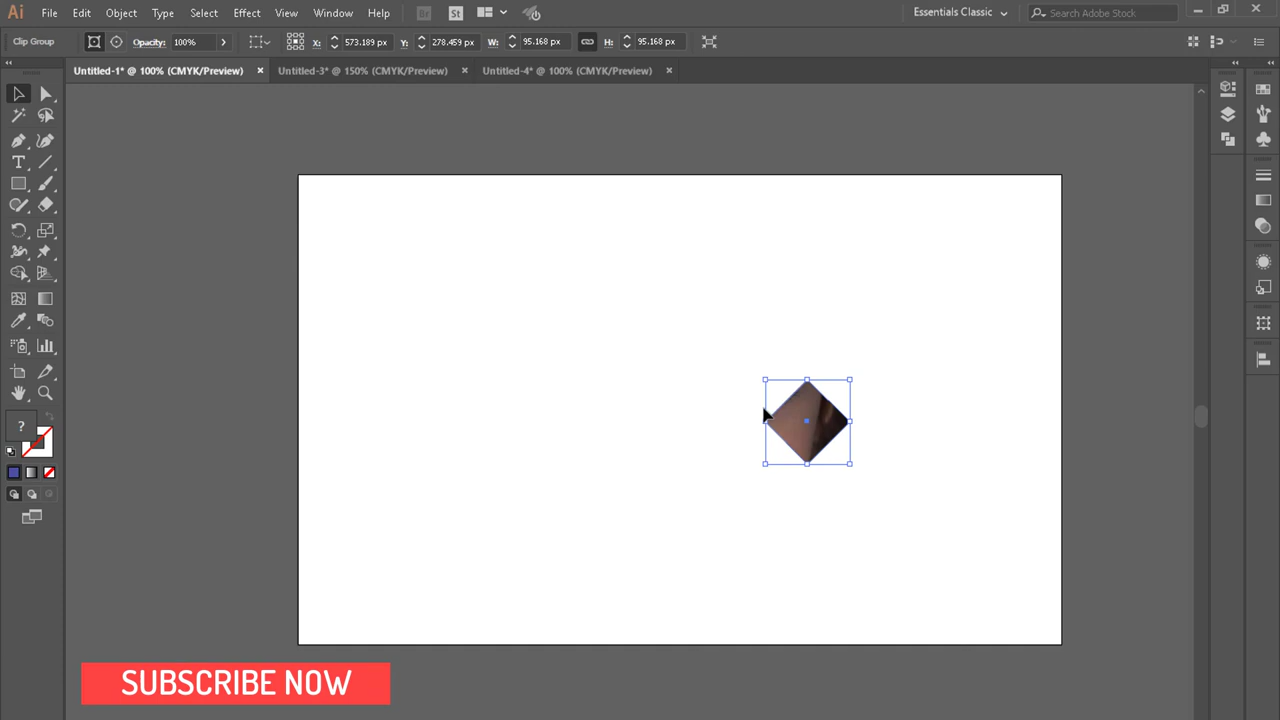 Ai File Edit Object Type Select Effect View Window Help Br St Essentials Classic Search Adobe Stock
Clip Group Opacity: 100% X: 573.189 px Y: 278.459 px W: 95.168 px H: 95.168 px
Untitled-1* @ 100% (CMYK/Preview) Untitled-3* @ 150% (CMYK/Preview) Untitled-4* @ 100% (CMYK/Preview)
?
SUBSCRIBE NOW